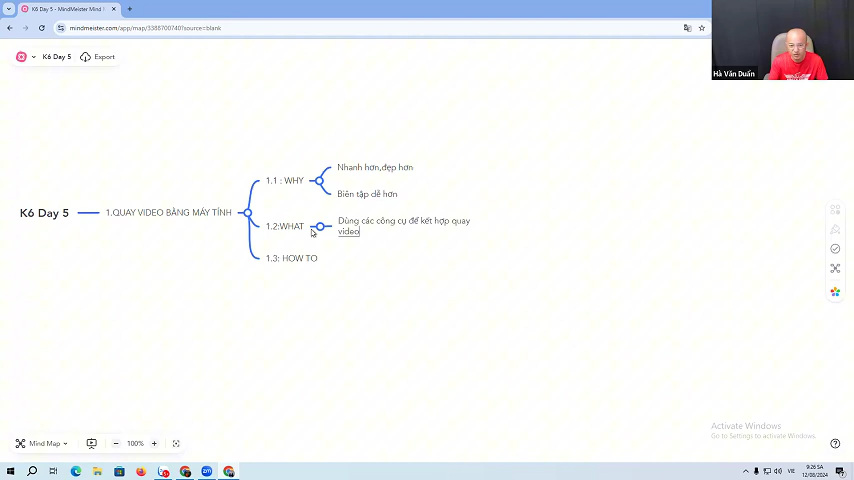 K6 Day 5 - MindMeister Mind
mindmeister.com/app/map/3388700740?source=blank
K6 Day 5
Export
Hà Văn Duẩn
Nhanh hơn,đẹp hơn
1.1 : WHY
Biên tập dễ hơn
K6 Day 5
1.QUAY VIDEO BẰNG MÁY TÍNH
Dùng các công cụ để kết hợp quay
video
1.2:WHAT
1.3: HOW TO
Activate Windows
Go to Settings to activate Windows.
Mind Map
100%
VIE
9:26 SA
12/08/2024